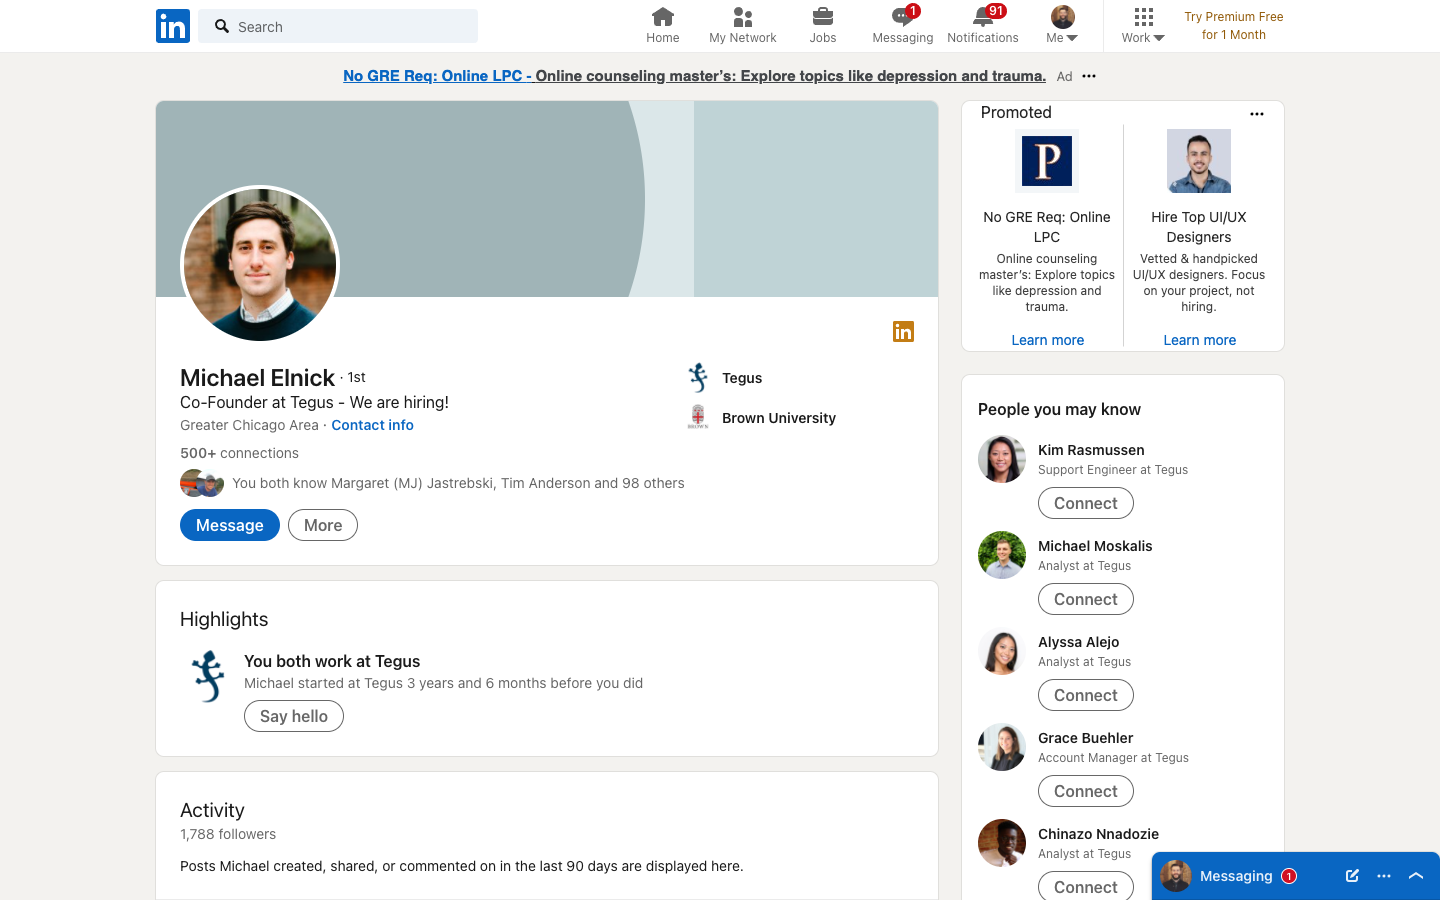 in
Search
Home
My Network
Jobs
1
Messaging
91
Notifications
Me
Work
Try Premium Free
for 1 Month
No GRE Req: Online LPC - Online counseling master's: Explore topics like depression and trauma.
Ad
in
Michael Elnick · 1st
Co-Founder at Tegus - We are hiring!
Greater Chicago Area · Contact info
500+ connections
You both know Margaret (MJ) Jastrebski, Tim Anderson and 98 others
Message
More
Tegus
BROWN
Brown University
Highlights
You both work at Tegus
Michael started at Tegus 3 years and 6 months before you did
Say hello
Activity
1,788 followers
Posts Michael created, shared, or commented on in the last 90 days are displayed here.
Promoted
P
No GRE Req: Online
LPC
Online counseling
master's: Explore topics
like depression and
trauma.
Learn more
Hire Top UI/UX
Designers
Vetted & handpicked
UI/UX designers. Focus
on your project, not
hiring.
Learn more
People you may know
Kim Rasmussen
Support Engineer at Tegus
Connect
Michael Moskalis
Analyst at Tegus
Connect
Alyssa Alejo
Analyst at Tegus
Connect
Grace Buehler
Account Manager at Tegus
Connect
Chinazo Nnadozie
Analyst at Tegus
Connect
Messaging
1